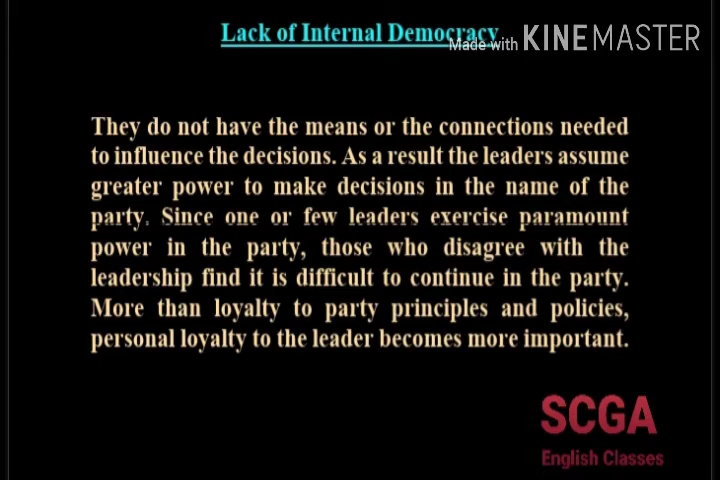 Lack of Internal Democracy
Made with KINEMASTER
They do not have the means or the connections needed
to influence the decisions. As a result the leaders assume
greater power to make decisions in the name of the
party. Since one or few leaders exercise paramount
power in the party, those who disagree with the
leadership find it is difficult to continue in the party.
More than loyalty to party principles and policies,
personal loyalty to the leader becomes more important.
SCGA
English Classes